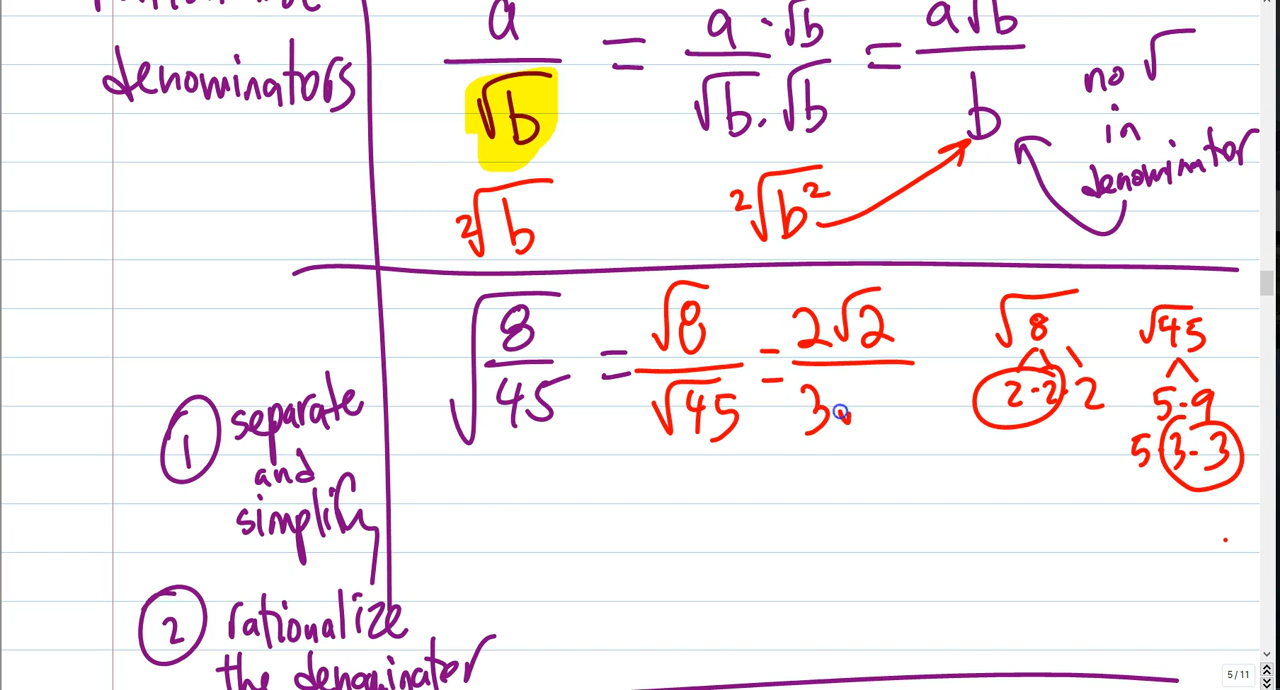 denominators
a/√b = a·√b/√b·√b = a√b/b
no √
in
denominator
²√b
²√b²
√8/45 = √8/√45 = 2√2/3
√8
2·2·2
√45
5·9
5·3·3
① separate
and
simplify
② rationalize
the denominator
5 / 11